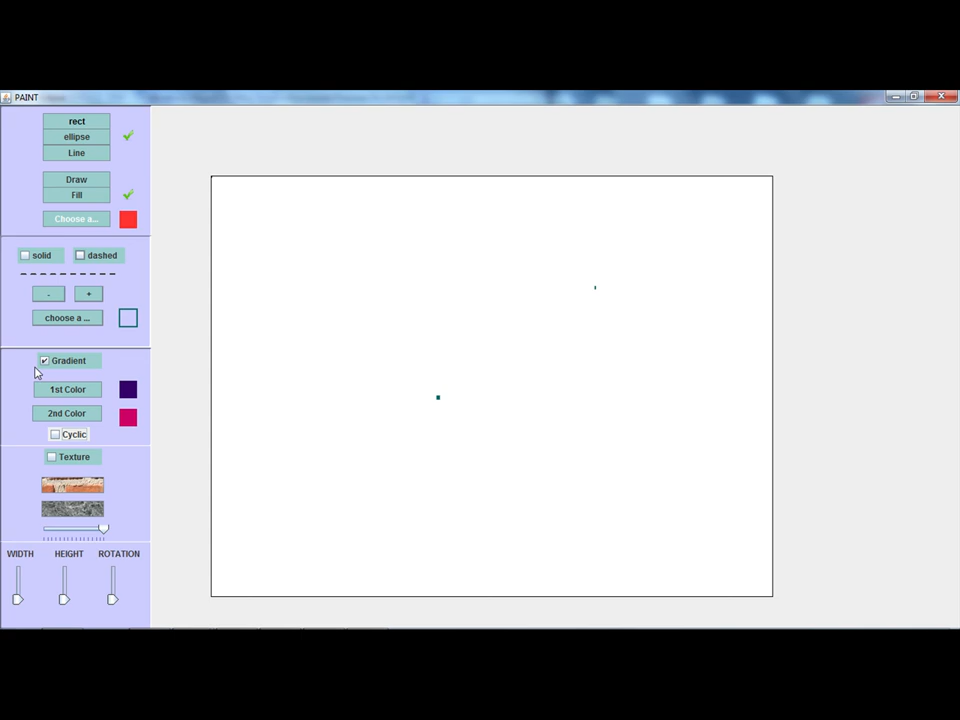 PAINT
rect
ellipse
Line
Draw
Fill
Choose a...
solid
dashed
-
+
choose a ...
Gradient
1st Color
2nd Color
Cyclic
Texture
WIDTH HEIGHT ROTATION